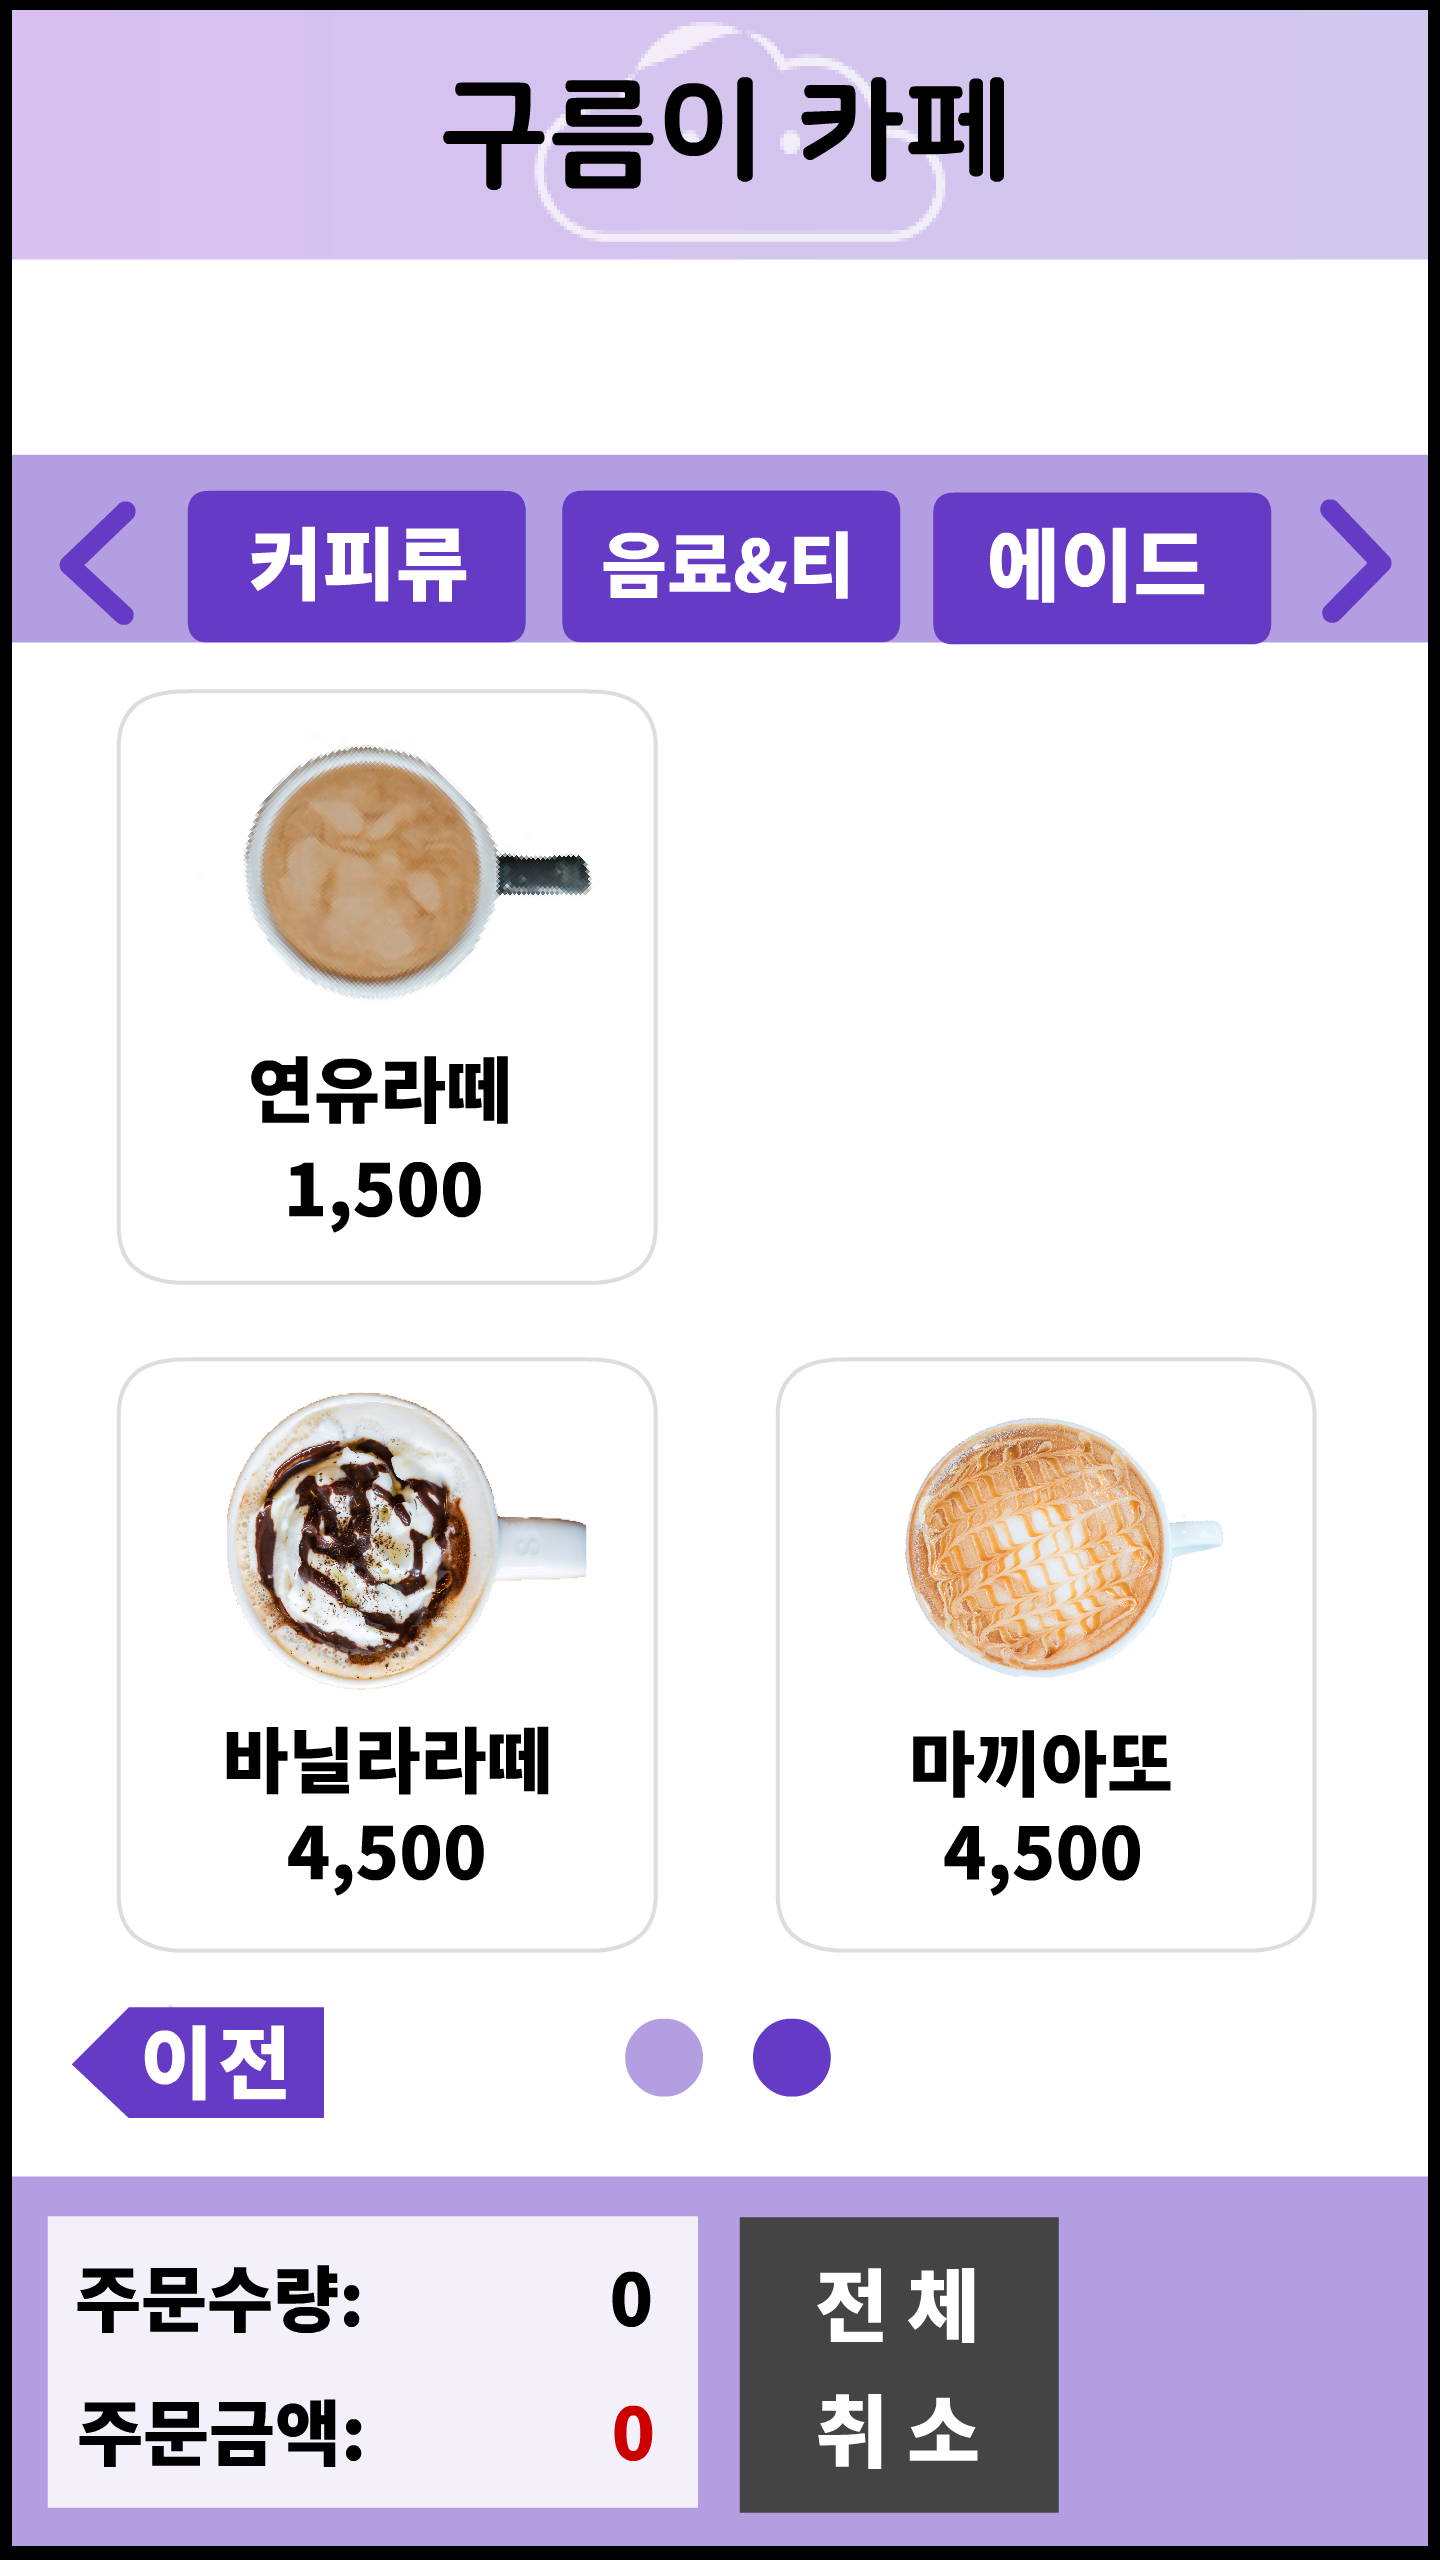 구름이 카페
커피류
음료&티
에이드
연유라떼
1,500
바닐라라떼
4,500
마끼아또
4,500
이전
주문수량: 0
주문금액: 0
전 체
취 소